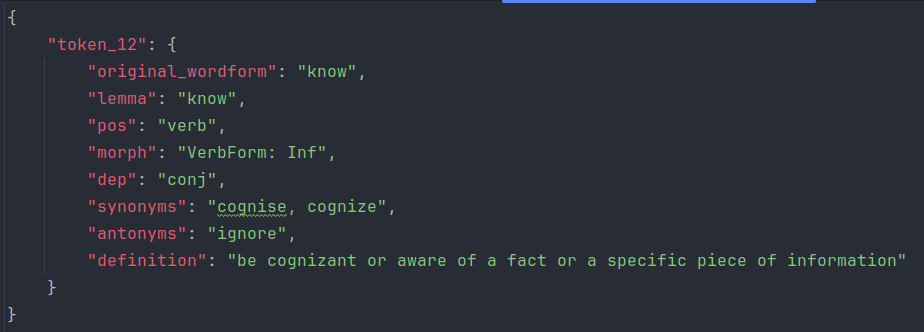 {
    "token_12": {
        "original_wordform": "know",
        "lemma": "know",
        "pos": "verb",
        "morph": "VerbForm: Inf",
        "dep": "conj",
        "synonyms": "cognise, cognize",
        "antonyms": "ignore",
        "definition": "be cognizant or aware of a fact or a specific piece of information"
    }
}